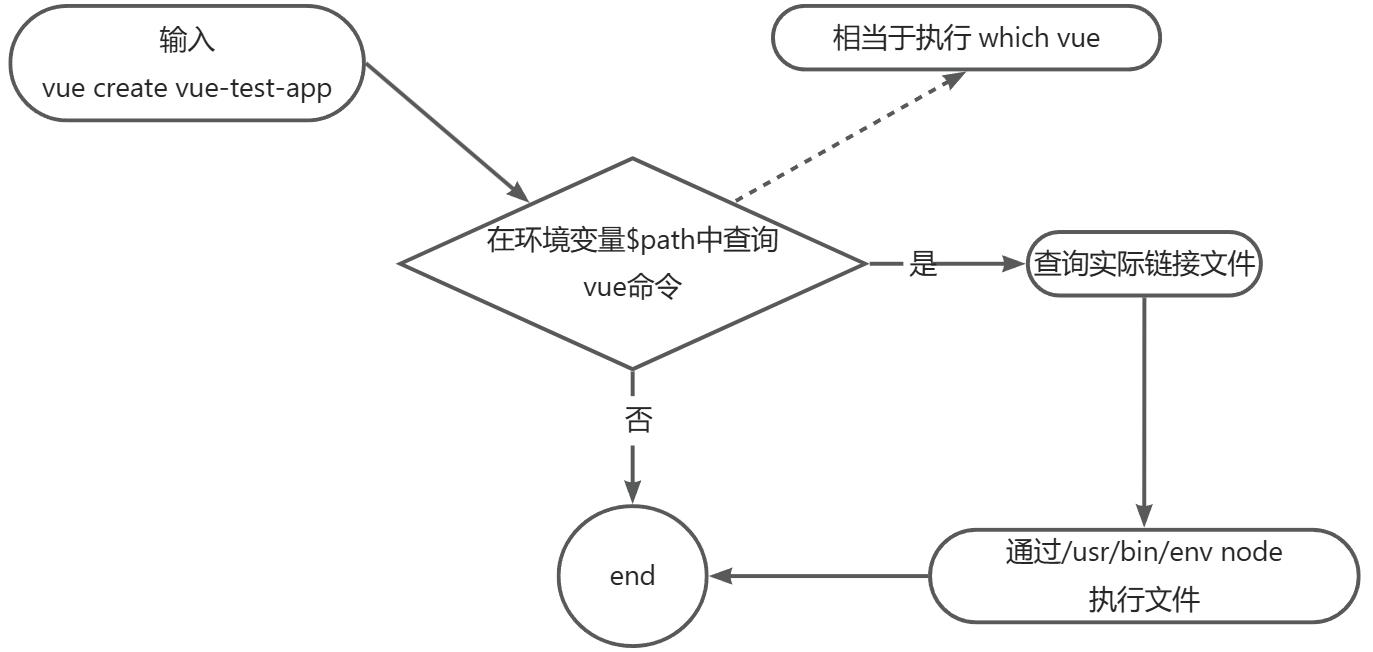 输入
vue create vue-test-app
相当于执行 which vue
在环境变量$path中查询
vue命令
是
查询实际链接文件
否
end
通过/usr/bin/env node
执行文件